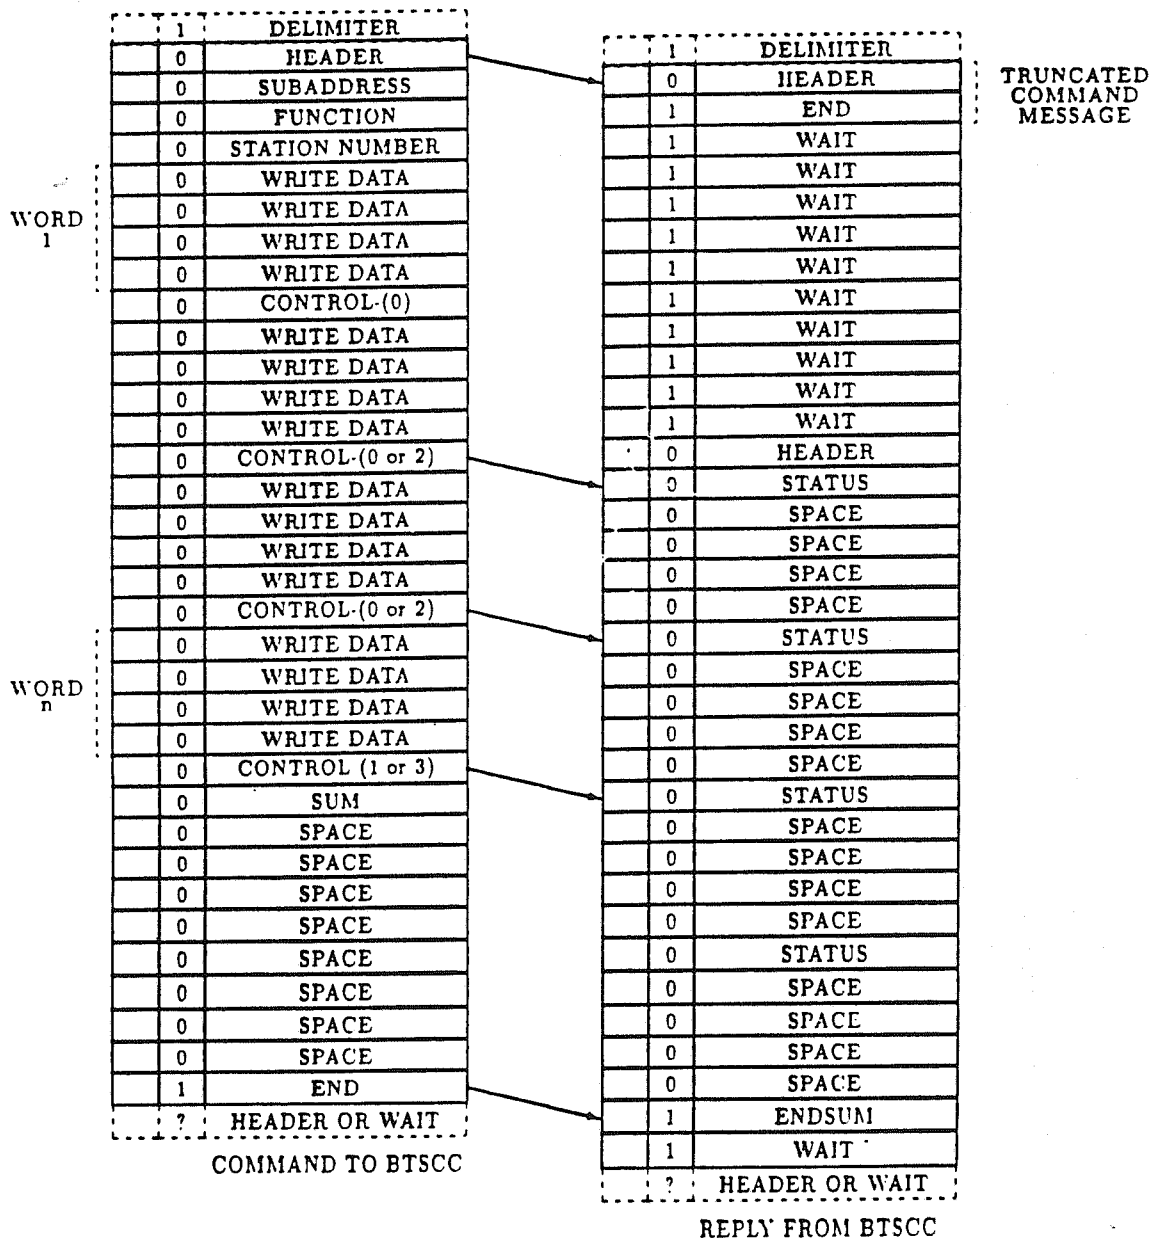 1 DELIMITER
0 HEADER
0 SUBADDRESS
0 FUNCTION
0 STATION NUMBER
WORD 1
0 WRITE DATA
0 WRITE DATA
0 WRITE DATA
0 WRITE DATA
0 CONTROL-(0)
0 WRITE DATA
0 WRITE DATA
0 WRITE DATA
0 WRITE DATA
0 CONTROL-(0 or 2)
0 WRITE DATA
0 WRITE DATA
0 WRITE DATA
0 WRITE DATA
0 CONTROL-(0 or 2)
WORD n
0 WRITE DATA
0 WRITE DATA
0 WRITE DATA
0 WRITE DATA
0 CONTROL (1 or 3)
0 SUM
0 SPACE
0 SPACE
0 SPACE
0 SPACE
0 SPACE
0 SPACE
0 SPACE
0 SPACE
1 END
? HEADER OR WAIT
COMMAND TO BTSCC
1 DELIMITER
0 HEADER
1 END
TRUNCATED
COMMAND
MESSAGE
1 WAIT
1 WAIT
1 WAIT
1 WAIT
1 WAIT
1 WAIT
1 WAIT
1 WAIT
1 WAIT
1 WAIT
0 HEADER
0 STATUS
0 SPACE
0 SPACE
0 SPACE
0 SPACE
0 STATUS
0 SPACE
0 SPACE
0 SPACE
0 SPACE
0 STATUS
0 SPACE
0 SPACE
0 SPACE
0 SPACE
0 STATUS
0 SPACE
0 SPACE
0 SPACE
0 SPACE
1 ENDSUM
1 WAIT
? HEADER OR WAIT
REPLY FROM BTSCC